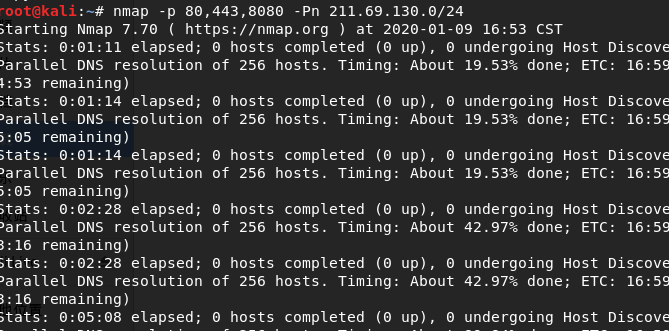 root@kali:~# nmap -p 80,443,8080 -Pn 211.69.130.0/24
Starting Nmap 7.70 ( https://nmap.org ) at 2020-01-09 16:53 CST
Stats: 0:01:11 elapsed; 0 hosts completed (0 up), 0 undergoing Host Discove
Parallel DNS resolution of 256 hosts. Timing: About 19.53% done; ETC: 16:59
4:53 remaining)
Stats: 0:01:14 elapsed; 0 hosts completed (0 up), 0 undergoing Host Discove
Parallel DNS resolution of 256 hosts. Timing: About 19.53% done; ETC: 16:59
5:05 remaining)
Stats: 0:01:14 elapsed; 0 hosts completed (0 up), 0 undergoing Host Discove
Parallel DNS resolution of 256 hosts. Timing: About 19.53% done; ETC: 16:59
5:05 remaining)
Stats: 0:02:28 elapsed; 0 hosts completed (0 up), 0 undergoing Host Discove
Parallel DNS resolution of 256 hosts. Timing: About 42.97% done; ETC: 16:59
3:16 remaining)
Stats: 0:02:28 elapsed; 0 hosts completed (0 up), 0 undergoing Host Discove
Parallel DNS resolution of 256 hosts. Timing: About 42.97% done; ETC: 16:59
3:16 remaining)
Stats: 0:05:08 elapsed; 0 hosts completed (0 up), 0 undergoing Host Discove